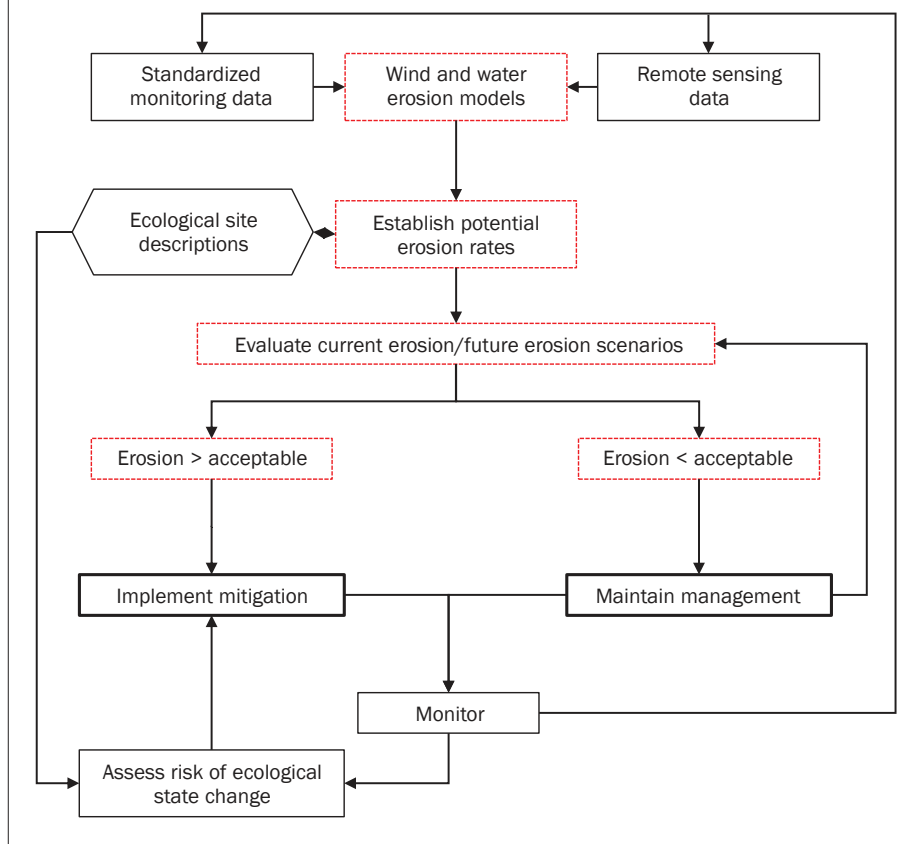 Standardized
monitoring data
Wind and water
erosion models
Remote sensing
data
Ecological site
descriptions
Establish potential
erosion rates
Evaluate current erosion/future erosion scenarios
Erosion > acceptable
Erosion < acceptable
Implement mitigation
Maintain management
Monitor
Assess risk of ecological
state change